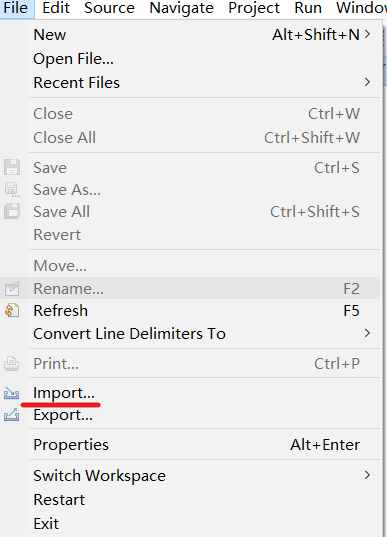 File Edit Source Navigate Project Run Window
New Alt+Shift+N >
Open File...
Recent Files >
Close Ctrl+W
Close All Ctrl+Shift+W
Save Ctrl+S
Save As...
Save All Ctrl+Shift+S
Revert
Move...
Rename... F2
Refresh F5
Convert Line Delimiters To >
Print... Ctrl+P
Import...
Export...
Properties Alt+Enter
Switch Workspace >
Restart
Exit